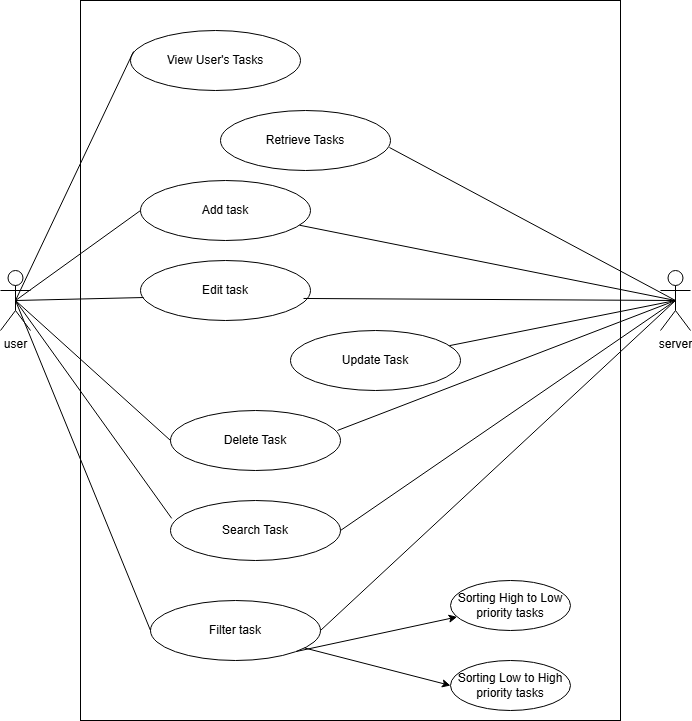 View User's Tasks
Retrieve Tasks
Add task
Edit task
user
server
Update Task
Delete Task
Search Task
Sorting High to Low
priority tasks
Filter task
Sorting Low to High
priority tasks